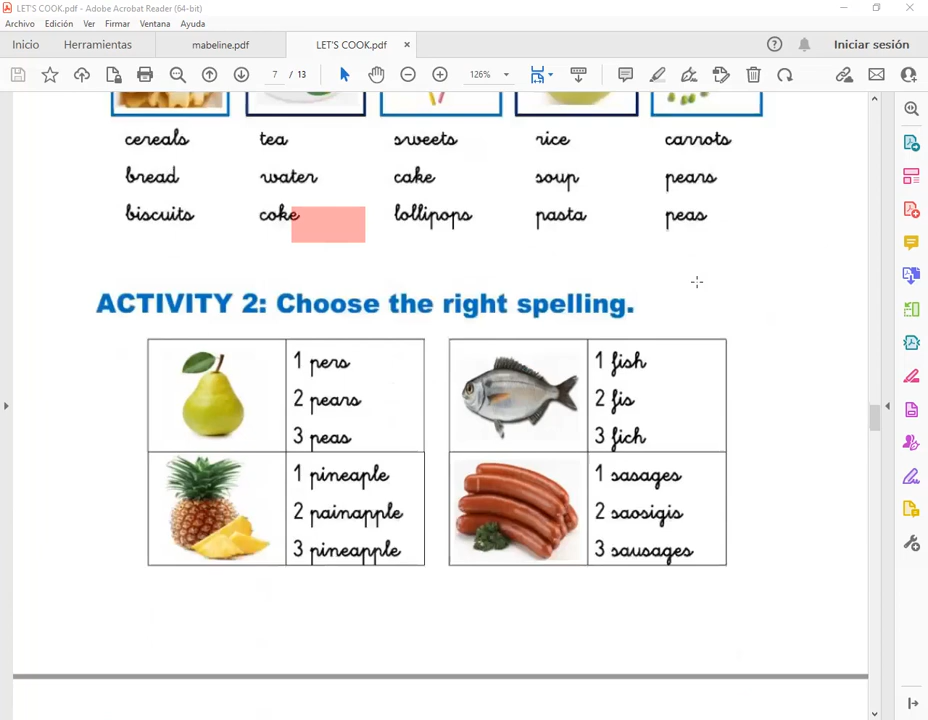 LET'S COOK.pdf - Adobe Acrobat Reader (64-bit)
Archivo Edición Ver Firmar Ventana Ayuda
Inicio Herramientas mabeline.pdf LET'S COOK.pdf × Iniciar sesión
7 / 13 126%
cereals tea sweets rice carrots
bread water cake soup pears
biscuits coke lollipops pasta peas
ACTIVITY 2: Choose the right spelling.
1 pers
2 pears
3 peas
1 fish
2 fis
3 fich
1 pineaple
2 painapple
3 pineapple
1 sasages
2 saosigis
3 sausages